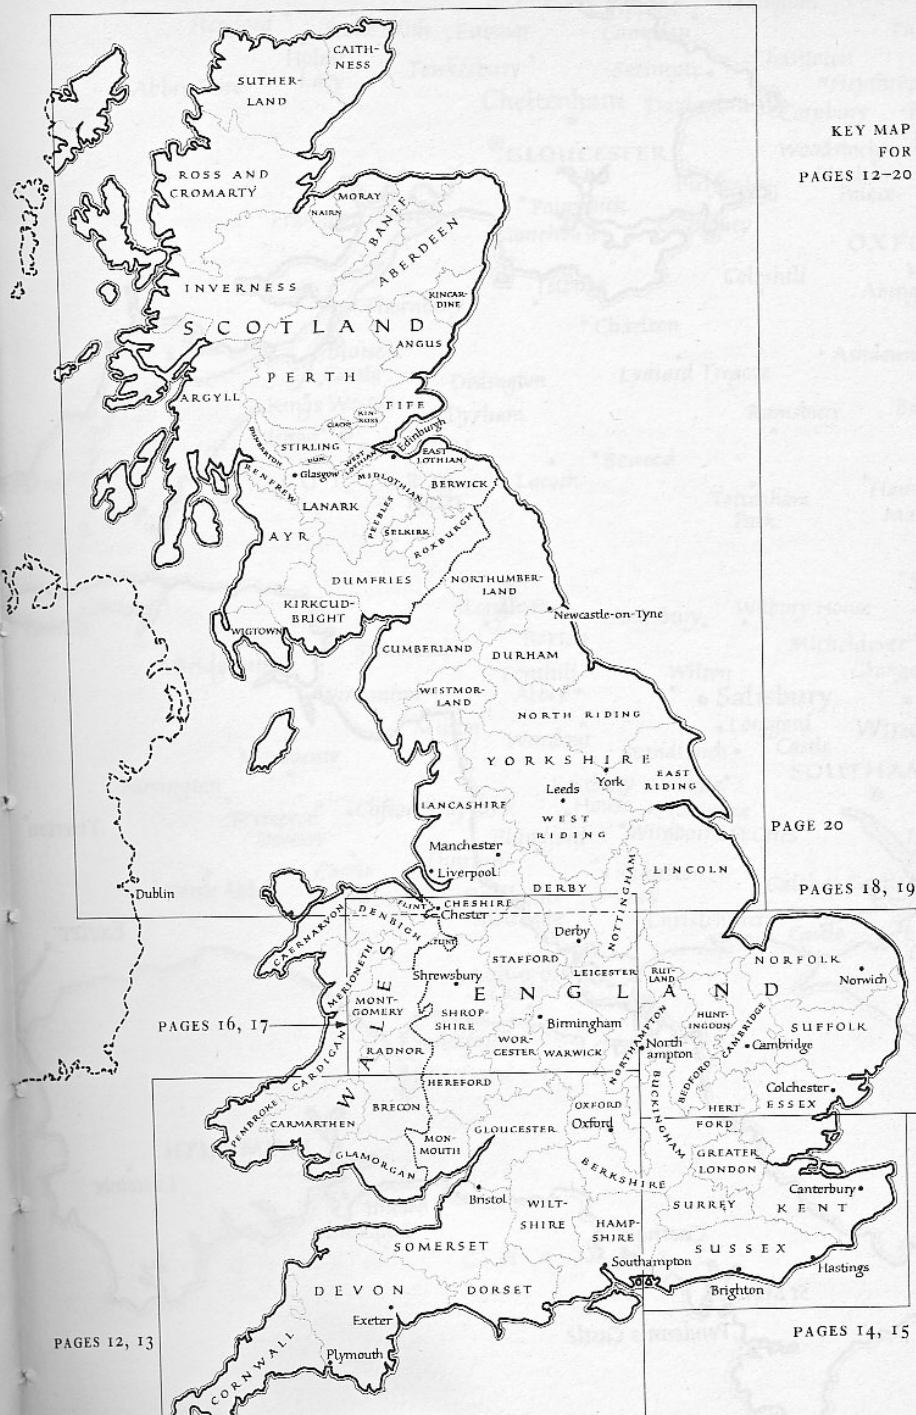 KEY MAP
FOR
PAGES 12–20
CAITH-
NESS
SUTHER-
LAND
ROSS AND
CROMARTY
MORAY
NAIRN
BANFF
ABERDEEN
INVERNESS
KINCAR-
DINE
SCOTLAND
ANGUS
PERTH
ARGYLL
FIFE
KIN-
ROSS
CLACK
Edinburgh
STIRLING
DUNBARTON
DUN.
WEST
LOTHIAN
EAST
LOTHIAN
Glasgow
RENFREW
MIDLOTHIAN
BERWICK
LANARK
PEEBLES
SELKIRK
ROXBURGH
AYR
DUMFRIES
NORTHUMBER-
LAND
KIRKCUD-
BRIGHT
WIGTOWN
Newcastle-on-Tyne
CUMBERLAND
DURHAM
WESTMOR-
LAND
NORTH RIDING
YORKSHIRE
York
EAST
RIDING
Leeds
LANCASHIRE
WEST
RIDING
PAGE 20
Manchester
Liverpool
LINCOLN
DERBY
NOTTINGHAM
PAGES 18, 19
Dublin
FLINT
CHESHIRE
Chester
CAERNARVON
DENBIGH
FLINT
Derby
STAFFORD
LEICESTER
RUT-
LAND
NORFOLK
Norwich
MERIONETH
Shrewsbury
ENGLAND
MONT-
GOMERY
SHROP-
SHIRE
Birmingham
HUNT-
INGDON
CAMBRIDGE
SUFFOLK
PAGES 16, 17
WALES
RADNOR
WOR-
CESTER
WARWICK
NORTHAMPTON
North
ampton
Cambridge
CARDIGAN
HEREFORD
BUCKINGHAM
BEDFORD
Colchester
ESSEX
PEMBROKE
CARMARTHEN
BRECON
OXFORD
Oxford
HERT
FORD
GLOUCESTER
MON-
MOUTH
GLAMORGAN
BERKSHIRE
GREATER
LONDON
Bristol
WILT-
SHIRE
SURREY
Canterbury
KENT
HAMP-
SHIRE
SOMERSET
SUSSEX
Southampton
Hastings
Brighton
DEVON
DORSET
Exeter
PAGES 12, 13
PAGES 14, 15
Plymouth
CORNWALL